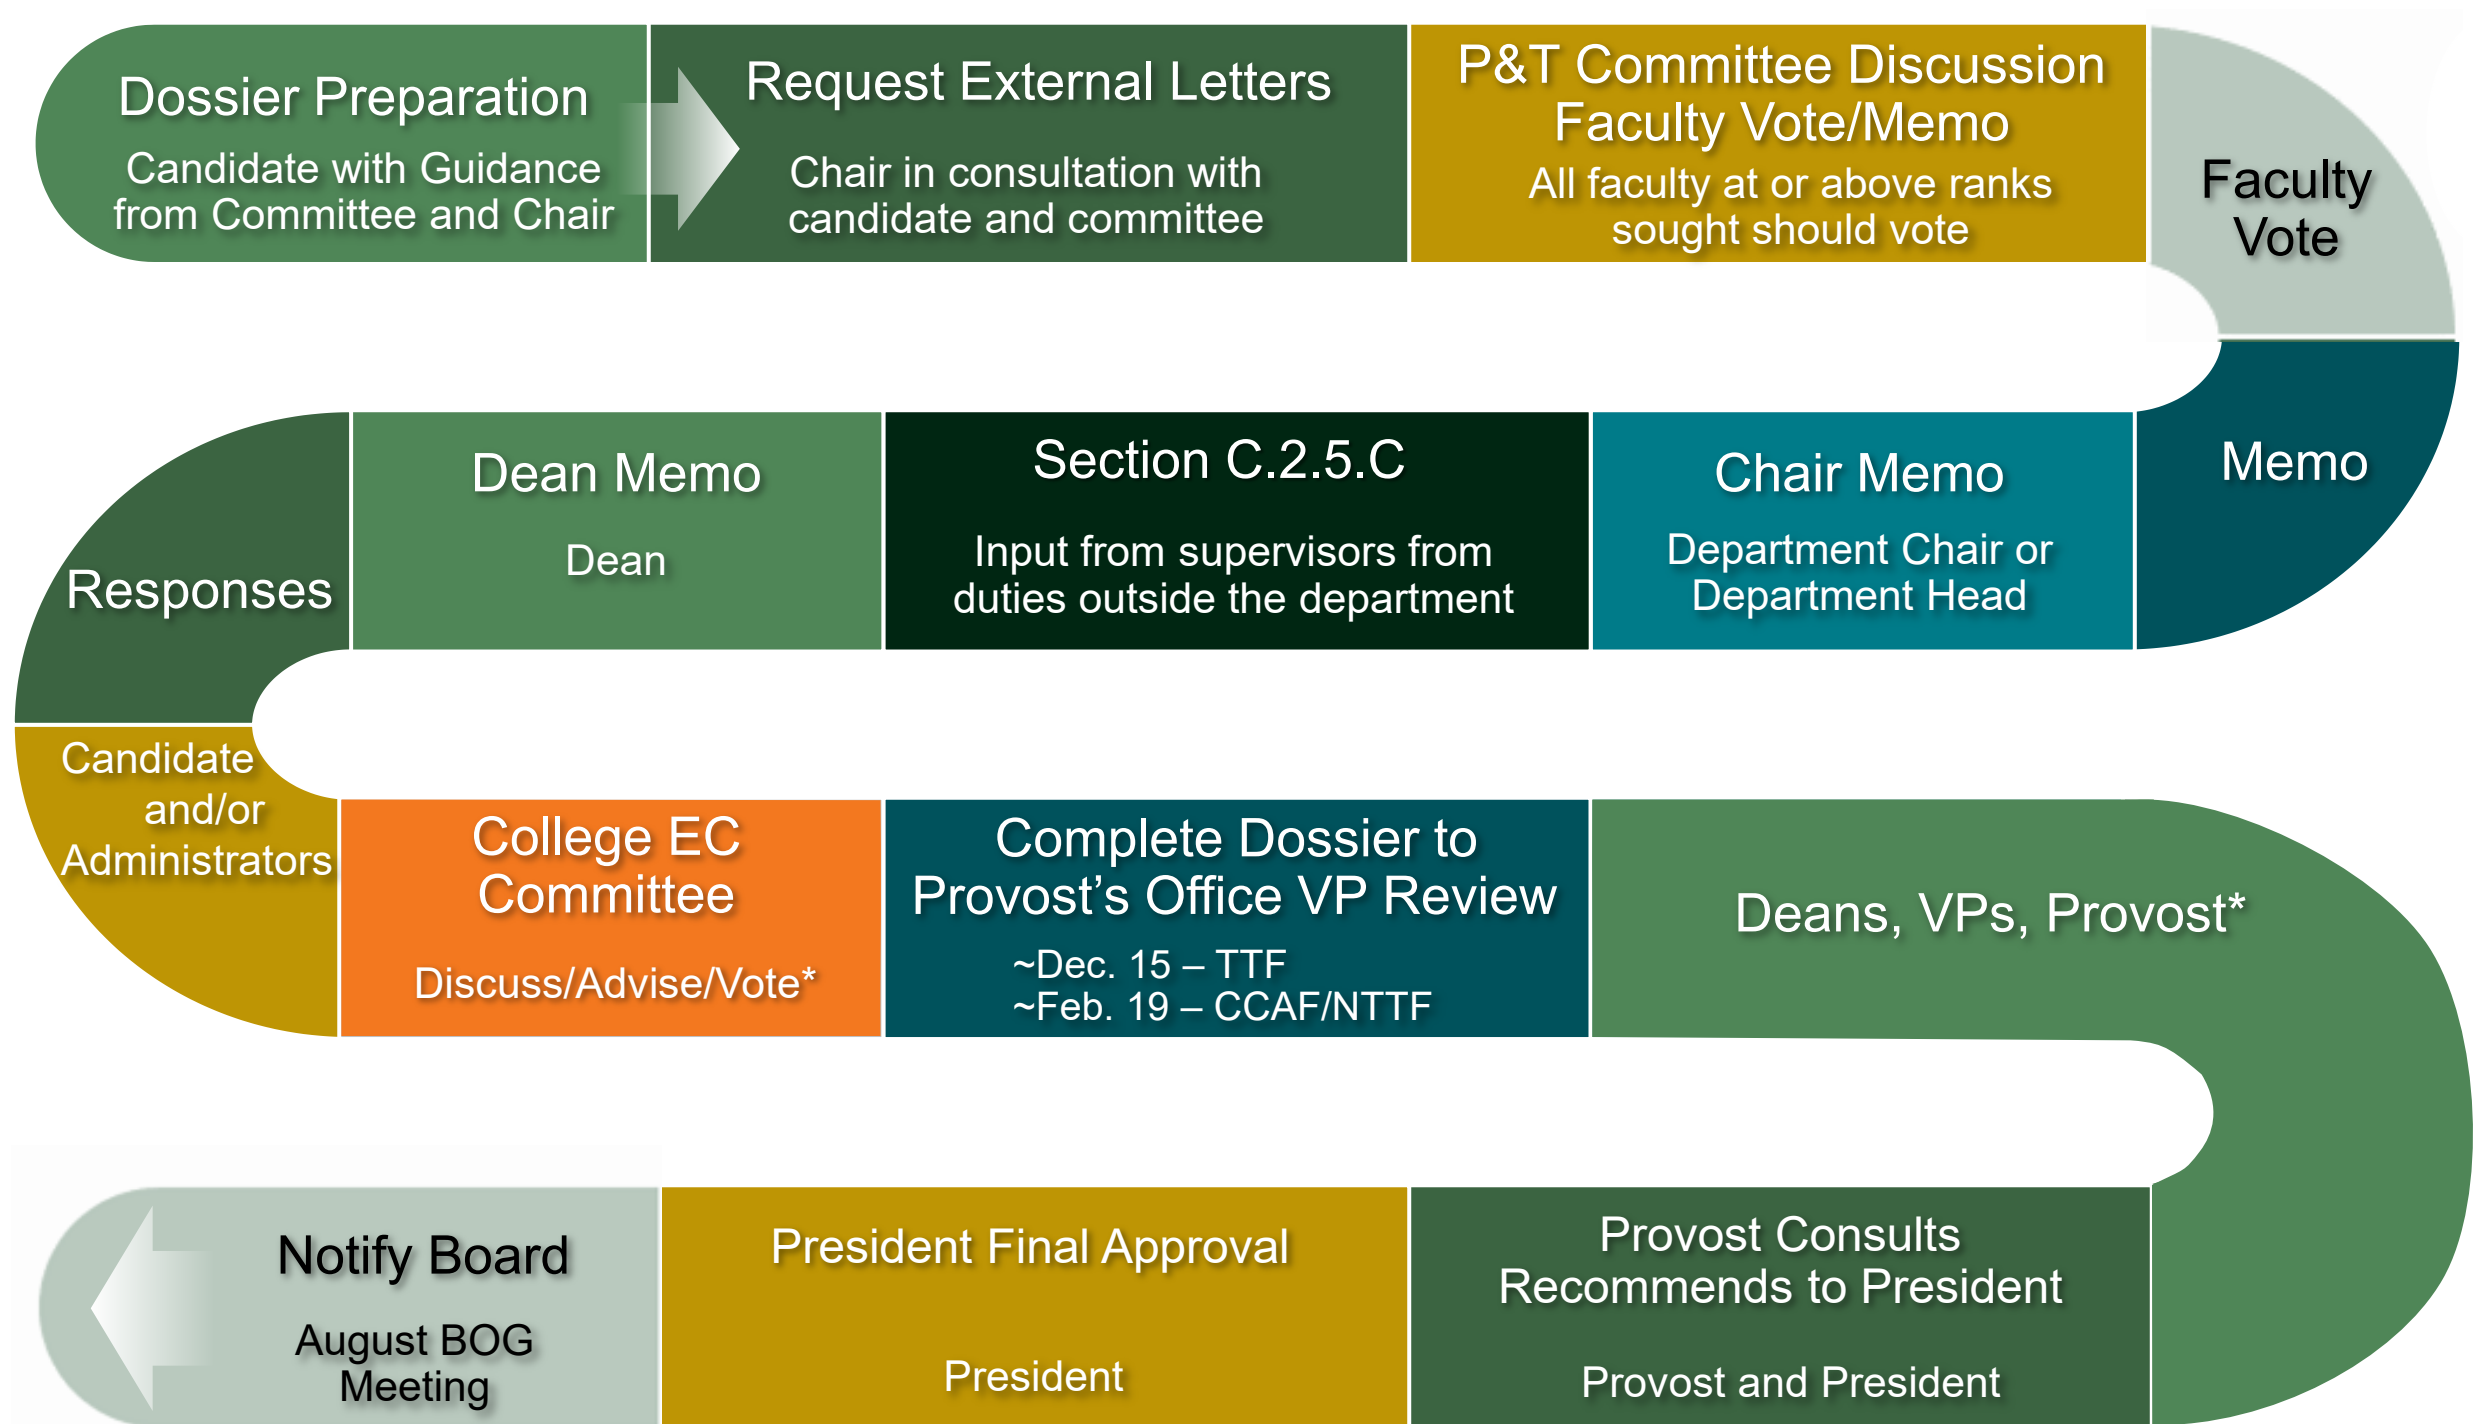 Dossier Preparation
Candidate with Guidance
from Committee and Chair
Request External Letters
Chair in consultation with
candidate and committee
P&T Committee Discussion
Faculty Vote/Memo
All faculty at or above ranks
sought should vote
Faculty
Vote
Memo
Chair Memo
Department Chair or
Department Head
Section C.2.5.C
Input from supervisors from
duties outside the department
Dean Memo
Dean
Responses
Candidate
and/or
Administrators
College EC
Committee
Discuss/Advise/Vote*
Complete Dossier to
Provost’s Office VP Review
~Dec. 15 – TTF
~Feb. 19 – CCAF/NTTF
Deans, VPs, Provost*
Provost Consults
Recommends to President
Provost and President
President Final Approval
President
Notify Board
August BOG
Meeting